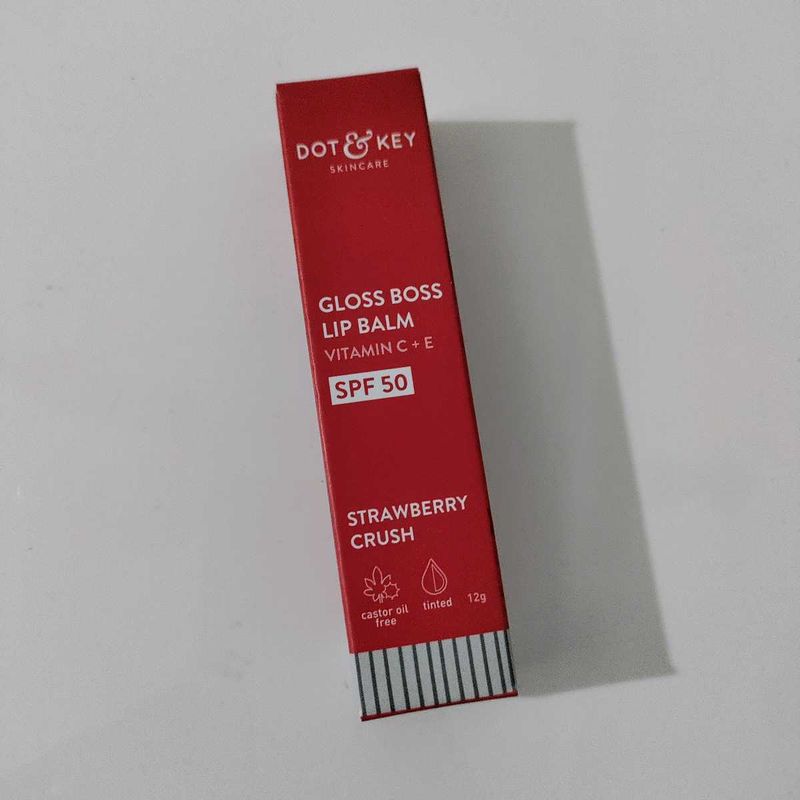 DOT & KEY
SKINCARE
GLOSS BOSS
LIP BALM
VITAMIN C + E
SPF 50
STRAWBERRY
CRUSH
castor oil
free
tinted
12g